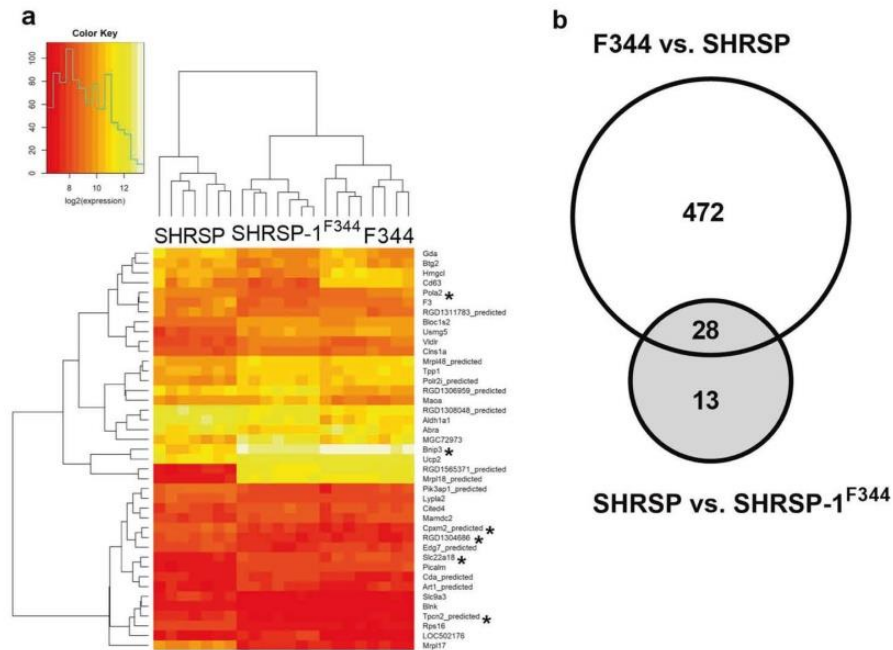 a
Color Key
0 20 40 60 80 100
8 10 12
log2(expression)
SHRSP SHRSP-1F344 F344
Gda
Btg2
Hmgcl
Cd63
Pola2 *
F3
RGD1311783_predicted
Bloc1s2
Usmg5
Vldlr
Clns1a
Mrpl48_predicted
Tpp1
Polr2i_predicted
RGD1306959_predicted
Maoa
RGD1308048_predicted
Aldh1a1
Abra
MGC72973
Bnip3 *
Ucp2
RGD1565371_predicted
Mrpl18_predicted
Pik3ap1_predicted
Lypla2
Cited4
Mamdc2
Cpxm2_predicted *
RGD1304686 *
Edg7_predicted
Slc22a18 *
Picalm
Cda_predicted
Art1_predicted
Slc9a3
Blnk
Tpcn2_predicted *
Rps16
LOC502176
Mrpl17
b
F344 vs. SHRSP
472
28
13
SHRSP vs. SHRSP-1F344